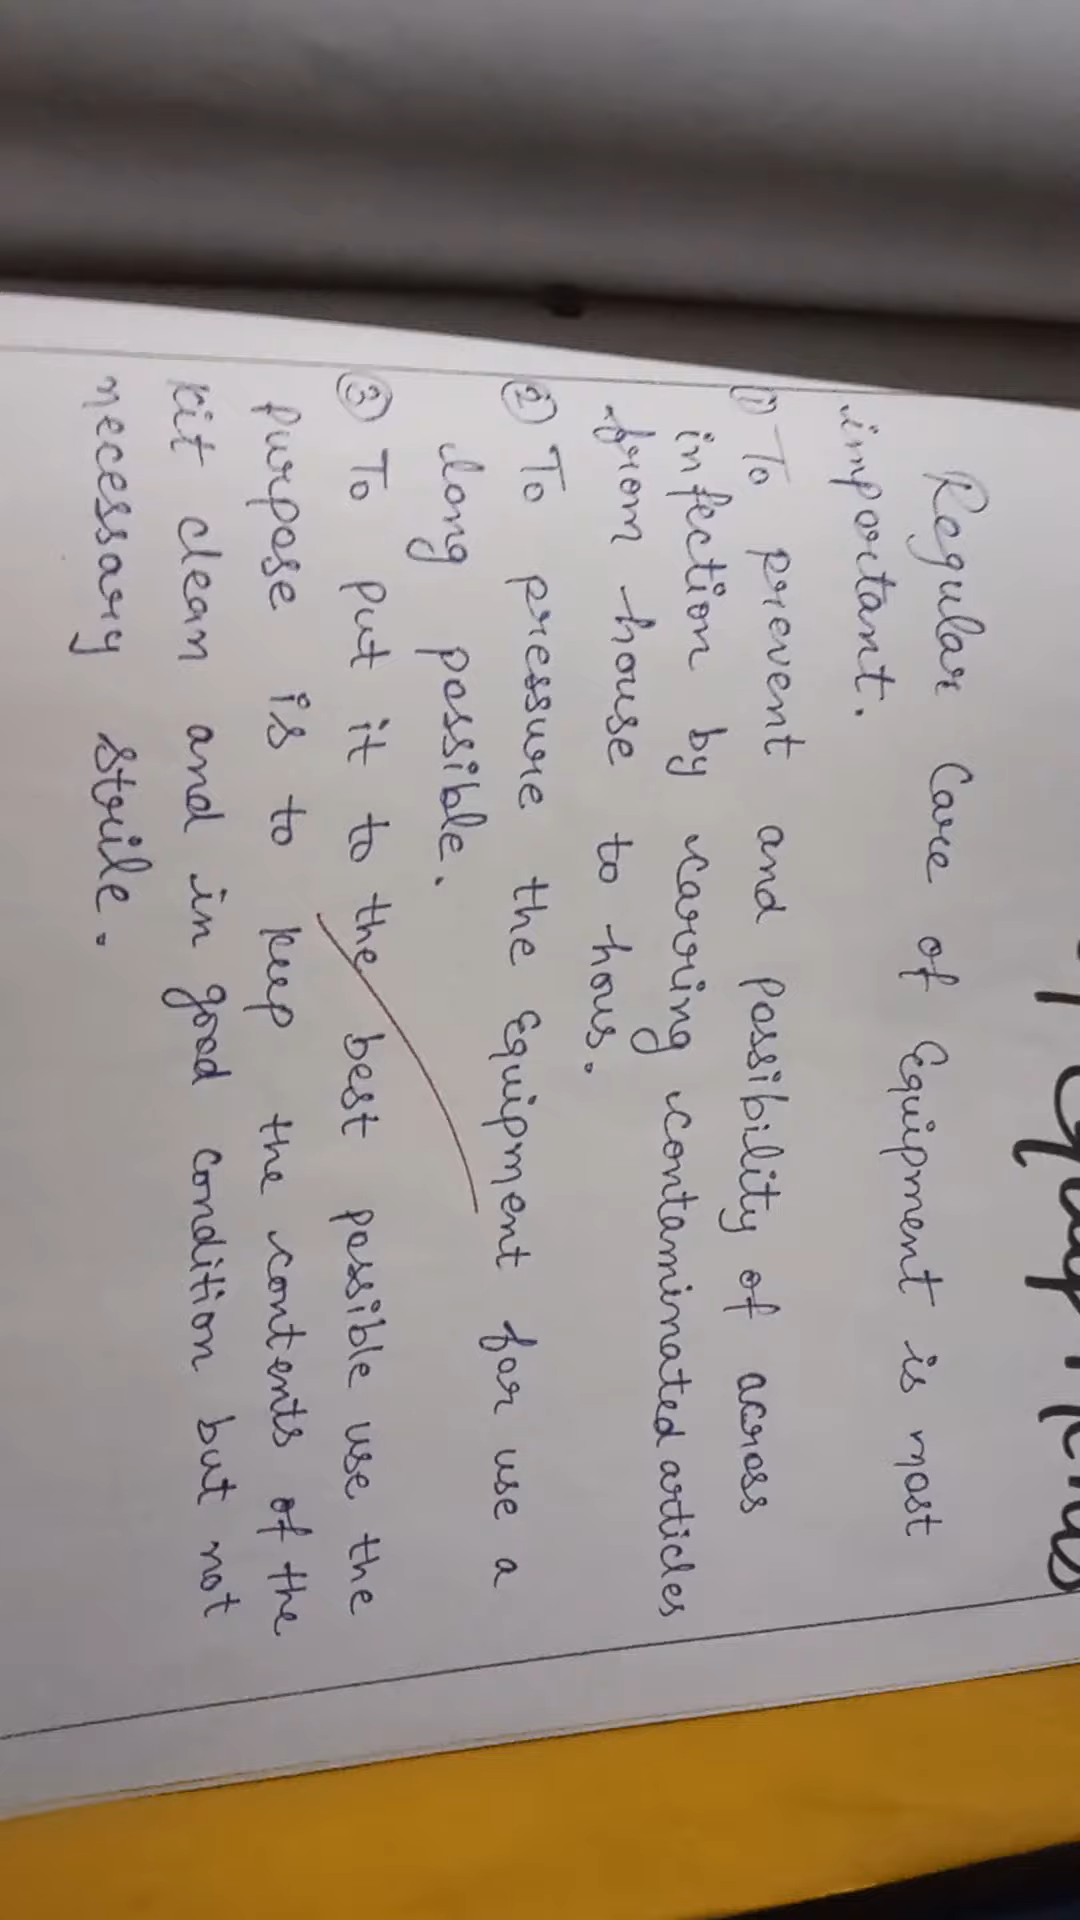 Regular Care of Equipment is most
important.
① To prevent and possibility of across
infection by carring contaminated articles
from house to hous.
② To pressure the Equipment for use a
long possible.
③ To put it to the best possible use the
purpose is to keep the contents of the
kit clean and in good condition but not
necessary strile.